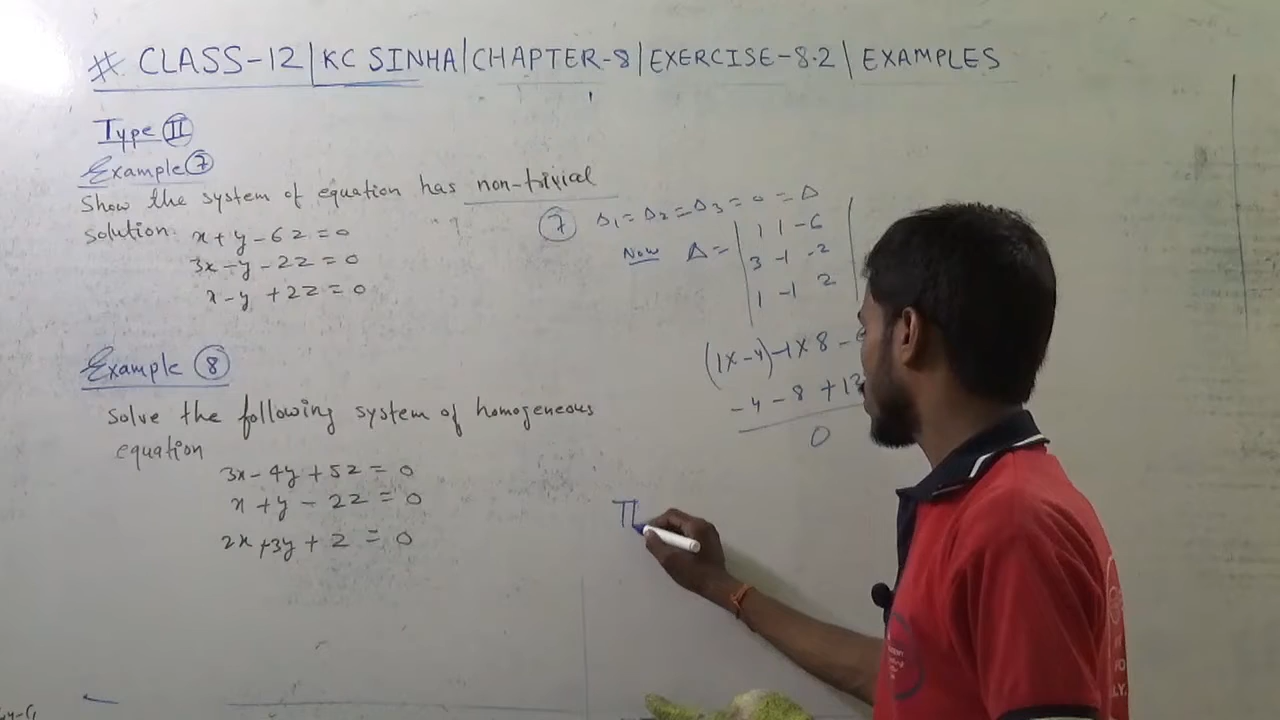 #. CLASS-12 | KC SINHA | CHAPTER-8 | EXERCISE-8.2 | EXAMPLES
Type II
Example 7
Show the system of equation has non-trivial
solution.
x + y - 6z = 0
3x - y - 2z = 0
x - y + 2z = 0
Example 8
Solve the following system of homogeneous
equation
3x - 4y + 5z = 0
x + y - 2z = 0
2x + 3y + z = 0
7 Δ1 = Δ2 = Δ3 = 0 = Δ
Now Δ = | 1 1 -6
3 -1 -2
1 -1 2 |
(1x-4) - 1x8 -
-4 - 8 + 12
0